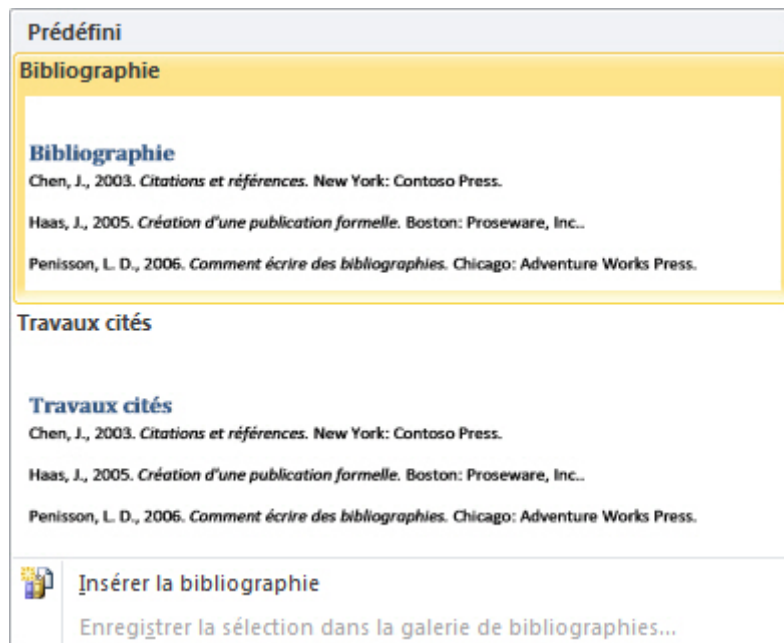 Prédéfini
Bibliographie
Bibliographie
Chen, J., 2003. Citations et références. New York: Contoso Press.
Haas, J., 2005. Création d'une publication formelle. Boston: Proseware, Inc..
Penisson, L. D., 2006. Comment écrire des bibliographies. Chicago: Adventure Works Press.
Travaux cités
Travaux cités
Chen, J., 2003. Citations et références. New York: Contoso Press.
Haas, J., 2005. Création d'une publication formelle. Boston: Proseware, Inc..
Penisson, L. D., 2006. Comment écrire des bibliographies. Chicago: Adventure Works Press.
Insérer la bibliographie
Enregistrer la sélection dans la galerie de bibliographies...